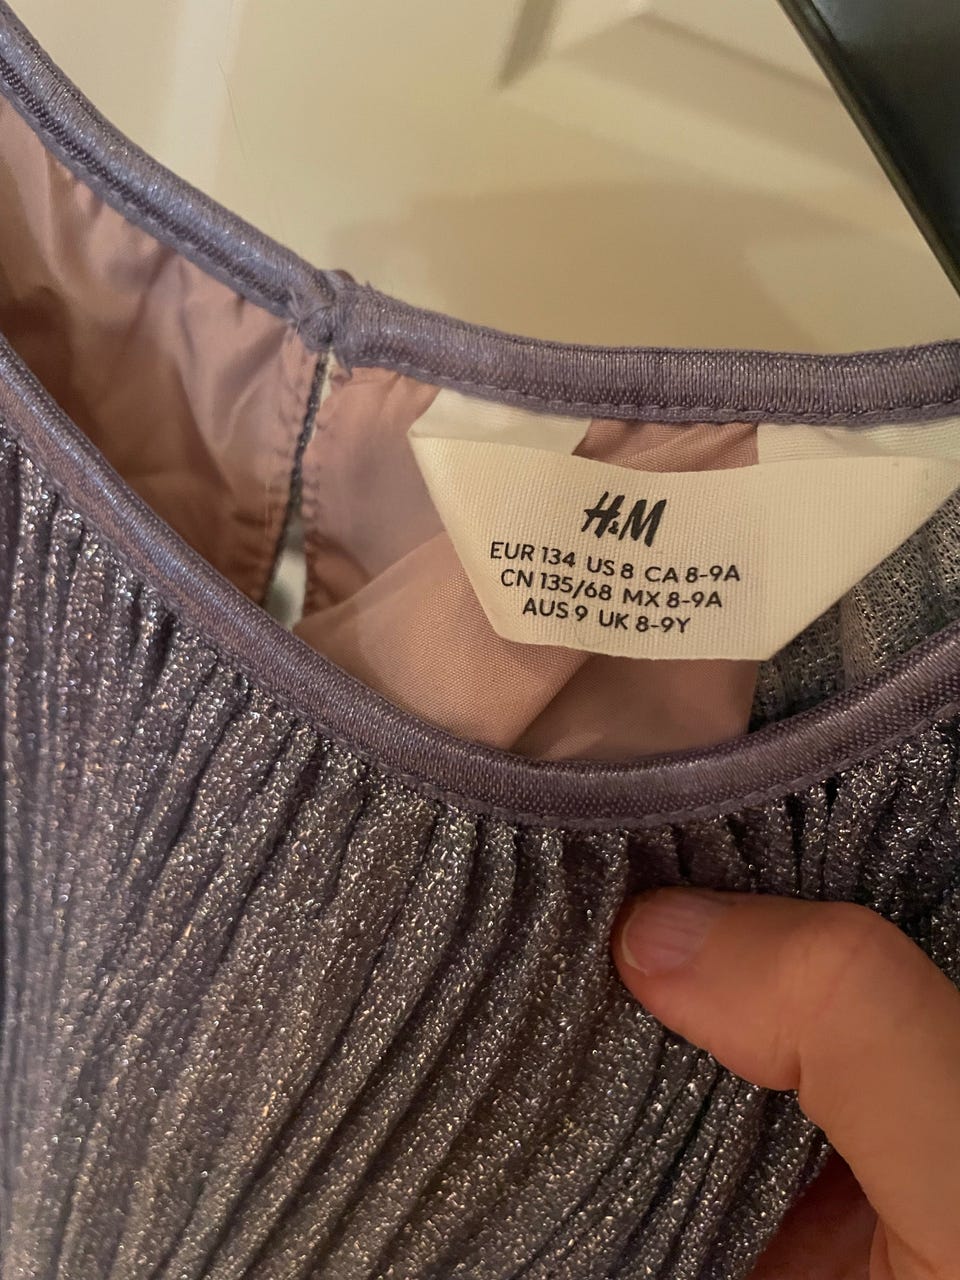 H&M
EUR 134 US 8 CA 8-9A
CN 135/68 MX 8-9A
AUS 9 UK 8-9Y